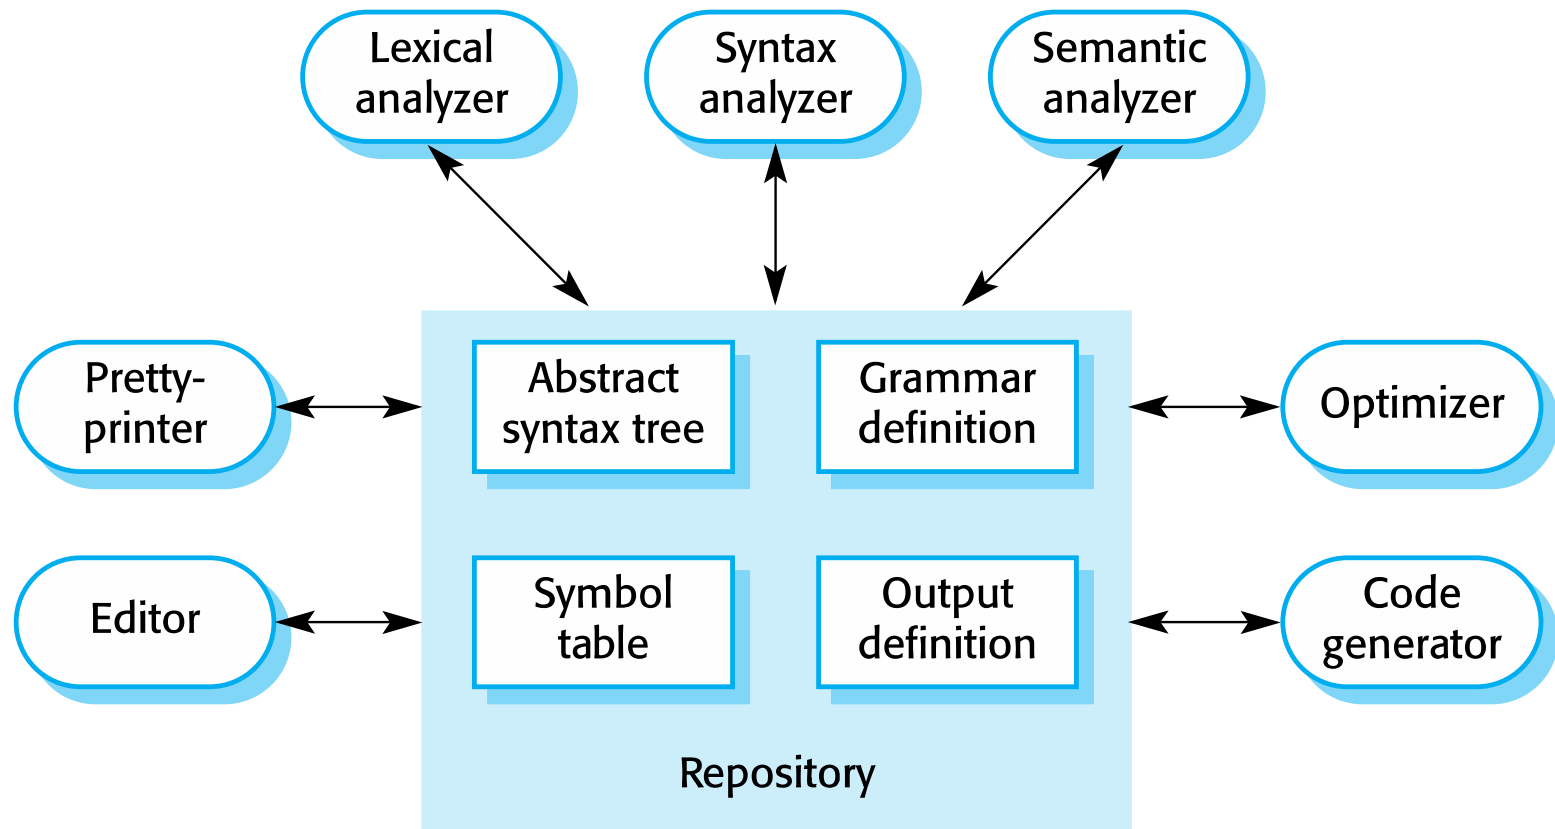 Lexical
analyzer
Syntax
analyzer
Semantic
analyzer
Pretty-
printer
Abstract
syntax tree
Grammar
definition
Optimizer
Editor
Symbol
table
Output
definition
Code
generator
Repository